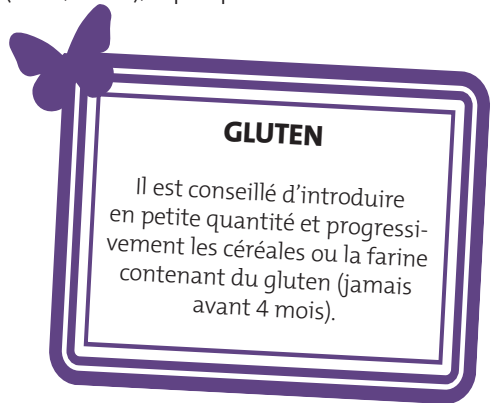 GLUTEN
Il est conseillé d’introduire
en petite quantité et progressi-
vement les céréales ou la farine
contenant du gluten (jamais
avant 4 mois).